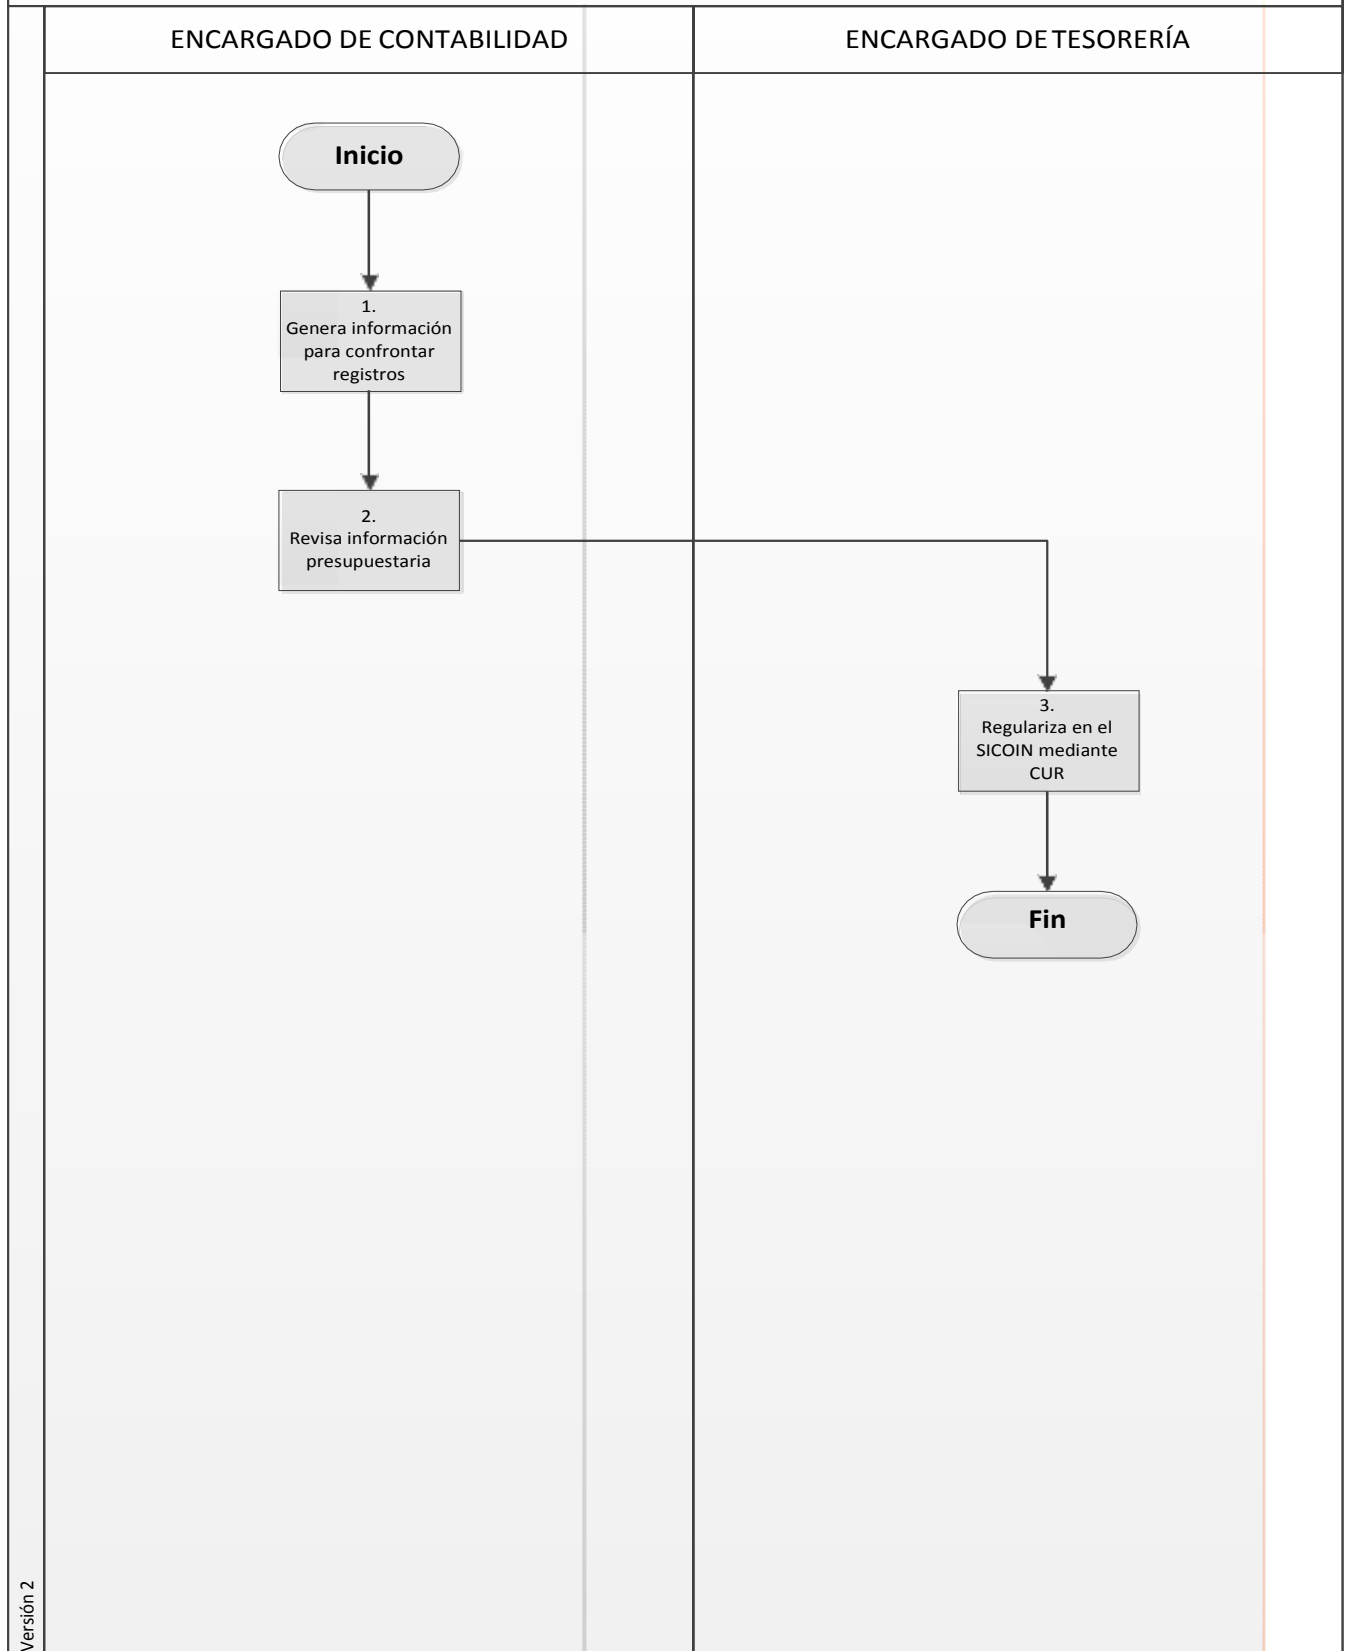 ENCARGADO DE CONTABILIDAD
ENCARGADO DE TESORERÍA
Inicio
1.
Genera información
para confrontar
registros
2.
Revisa información
presupuestaria
3.
Regulariza en el
SICOIN mediante
CUR
Fin
Versión 2